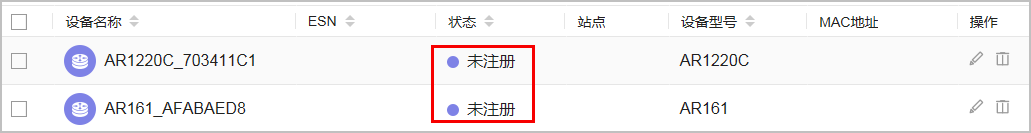 设备名称 ESN 状态 站点 设备型号 MAC地址 操作
AR1220C_703411C1 未注册 AR1220C
AR161_AFABAED8 未注册 AR161